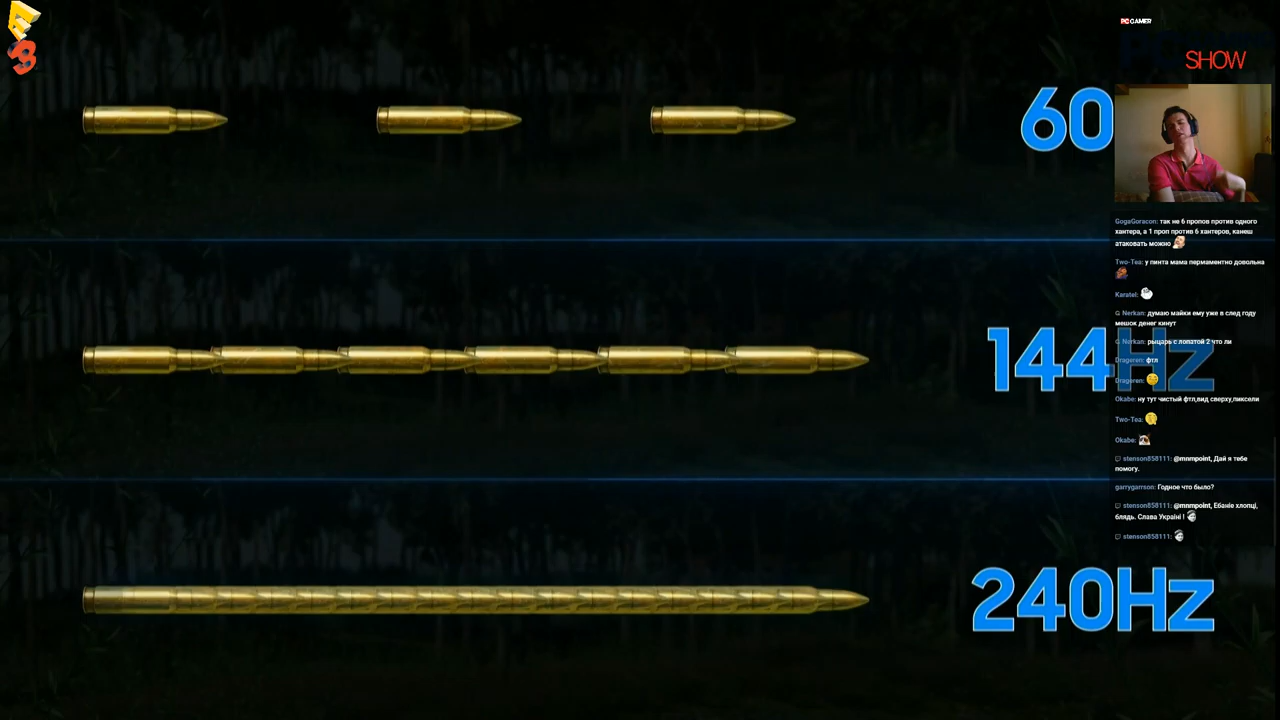 E3
PC GAMER
SHOW
60
144Hz
240Hz
GogaGoracon: так не 6 пропов против одного
хантера, а 1 проп против 6 хантеров, канеш
атаковать можно
Two-Tea: у пинта мама пермаментно довольна
Karatel:
Nerkan: думаю майки ему уже в след году
мешок денег кинут
Nerkan: рыцарь с лопатой 2 что ли
Drageren: фтл
Drageren:
Okabe: ну тут чистый фтл,вид сверху,пиксели
Two-Tea:
Okabe:
stenson858111: @mnmpoint, Дай я тебе
помогу.
garrygarrson: Годное что было?
stenson858111: @mnmpoint, Ебаніе хлопці,
блядь. Слава Україні !
stenson858111: